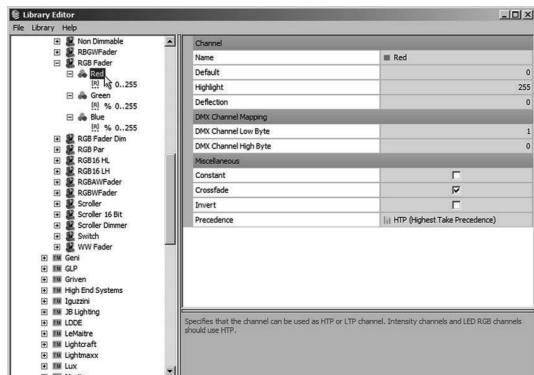 Library Editor
File Library Help
Non Dimmable
RBGWFader
RGB Fader
Red
% 0..255
Green
% 0..255
Blue
% 0..255
RGB Fader Dim
RGB Par
RGB16 HL
RGB16 LH
RGBAWFader
RGBWFader
Scroller
Scroller 16 Bit
Scroller Dimmer
Switch
WW Fader
Geni
GLP
Griven
High End Systems
Iguzzini
JB Lighting
LDDE
LeMaitre
Lightcraft
Lightmaxx
Lux
Channel
Name Red
Default 0
Highlight 255
Deflection 0
DMX Channel Mapping
DMX Channel Low Byte 1
DMX Channel High Byte 0
Miscellaneous
Constant
Crossfade
Invert
Precedence HTP (Highest Take Precedence)
Specifies that the channel can be used as HTP or LTP channel. Intensity channels and LED RGB channels
should use HTP.